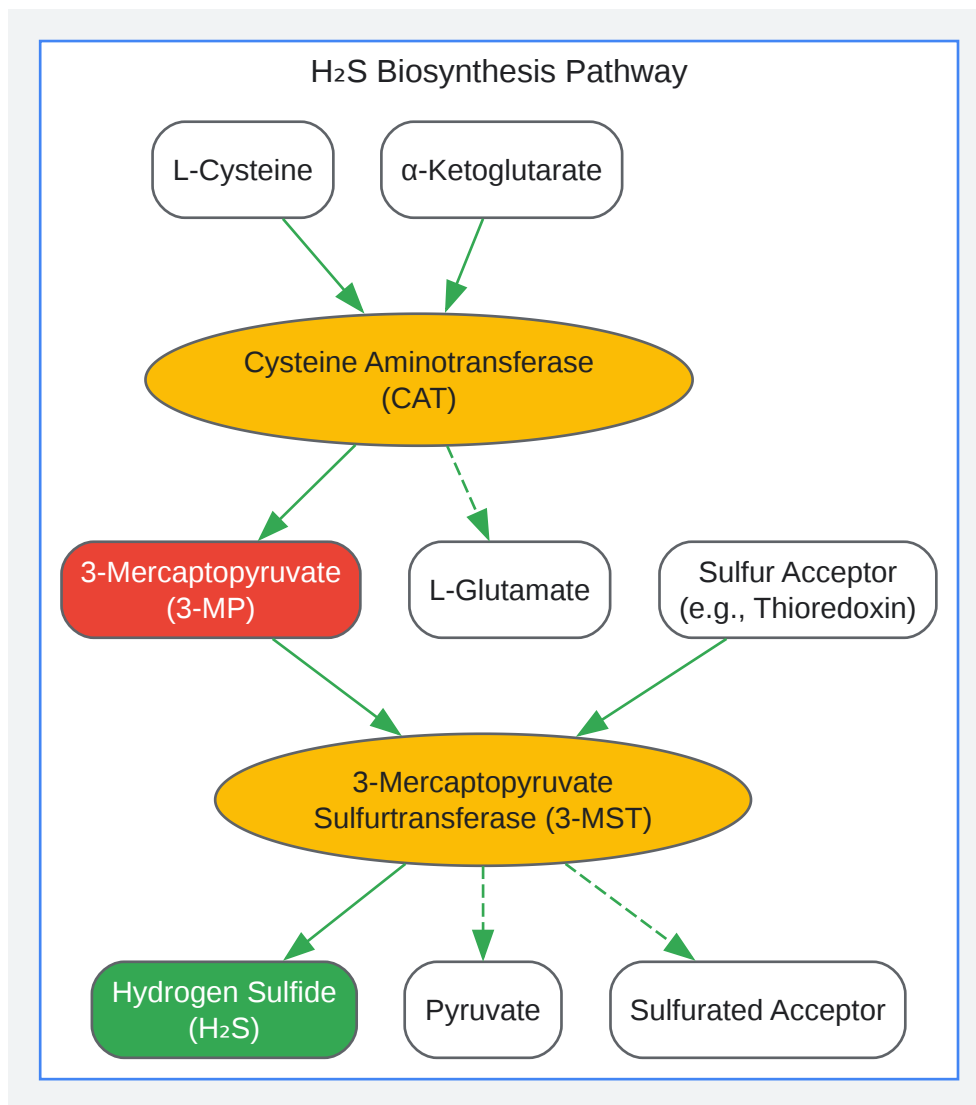 H₂S Biosynthesis Pathway
L-Cysteine
α-Ketoglutarate
Cysteine Aminotransferase
(CAT)
3-Mercaptopyruvate
(3-MP)
L-Glutamate
Sulfur Acceptor
(e.g., Thioredoxin)
3-Mercaptopyruvate
Sulfurtransferase (3-MST)
Hydrogen Sulfide
(H₂S)
Pyruvate
Sulfurated Acceptor